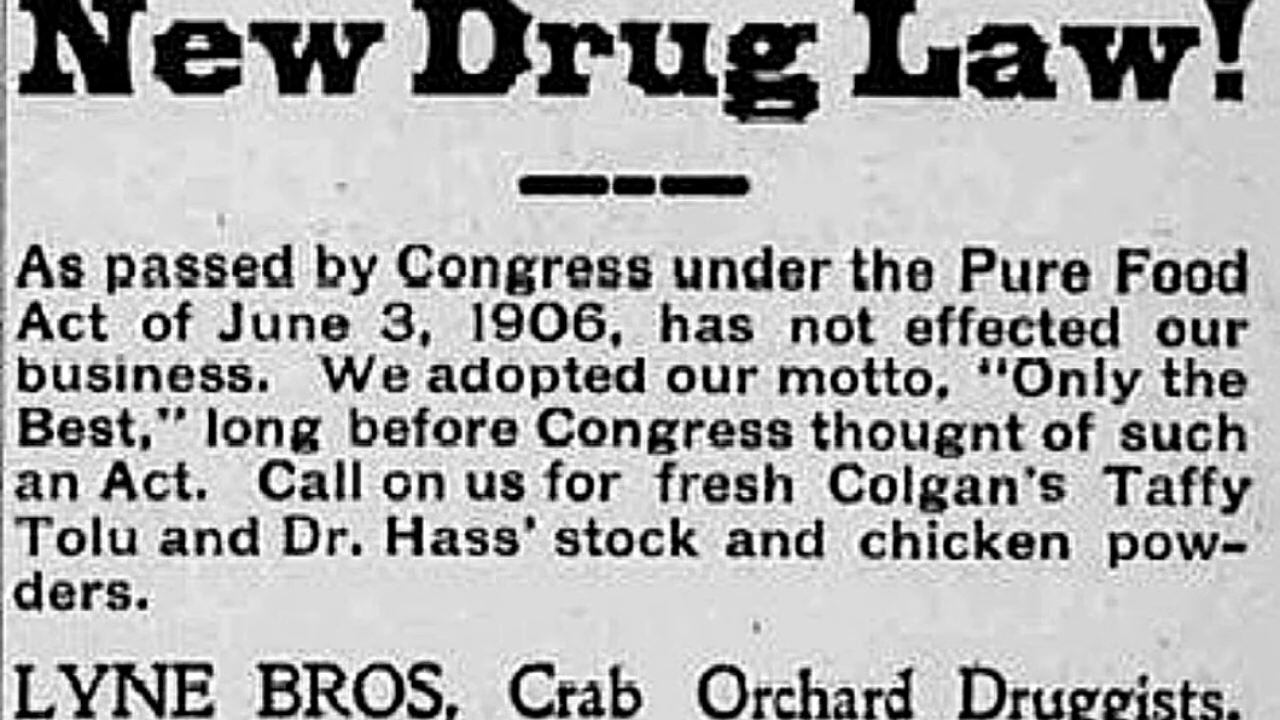 New Drug Law!
As passed by Congress under the Pure Food
Act of June 3, 1906, has not effected our
business. We adopted our motto, "Only the
Best," long before Congress thougnt of such
an Act. Call on us for fresh Colgan's Taffy
Tolu and Dr. Hass' stock and chicken pow-
ders.
LYNE BROS. Crab Orchard Druggists.